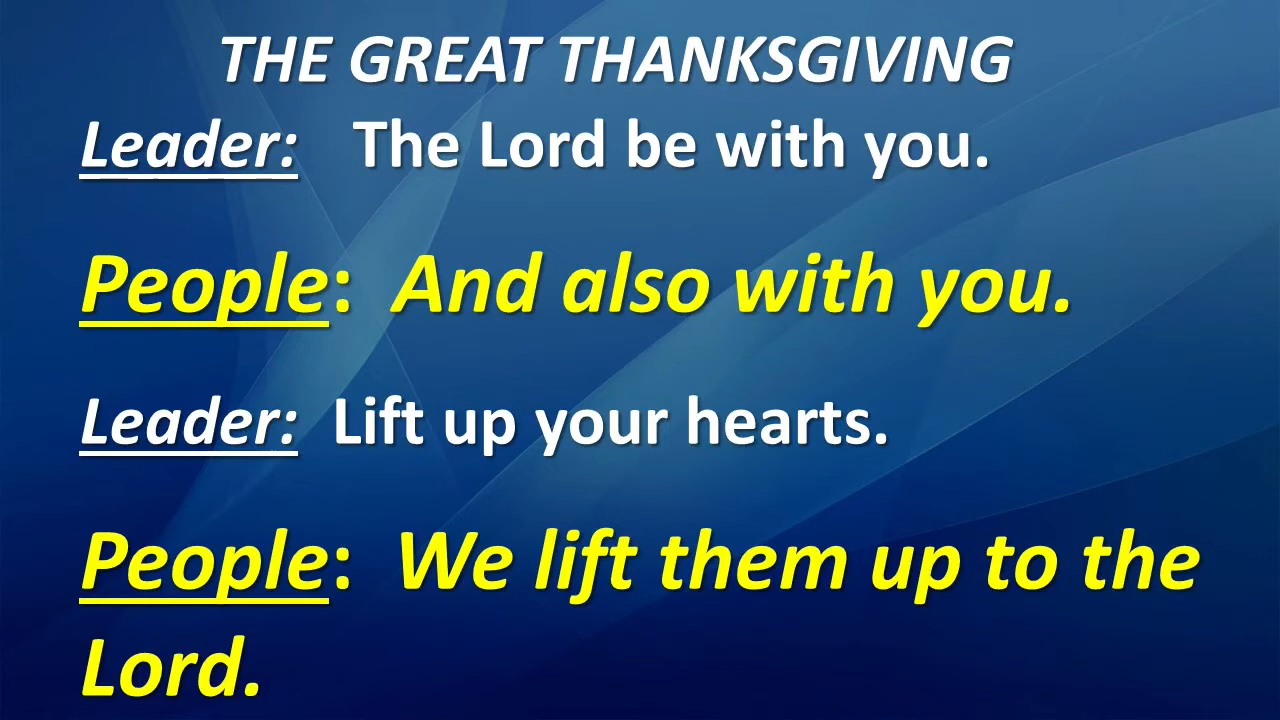 THE GREAT THANKSGIVING
Leader: The Lord be with you.
People: And also with you.
Leader: Lift up your hearts.
People: We lift them up to the
Lord.